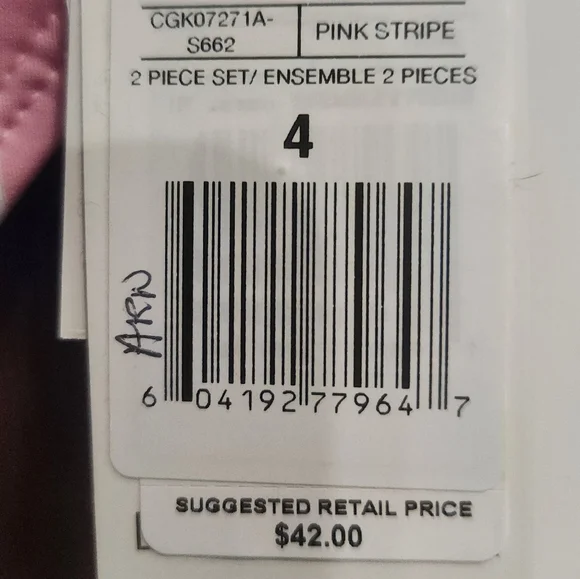 CGK07271A-
S662
PINK STRIPE
2 PIECE SET/ ENSEMBLE 2 PIECES
4
ARN
6 04192 77964 7
SUGGESTED RETAIL PRICE
$42.00